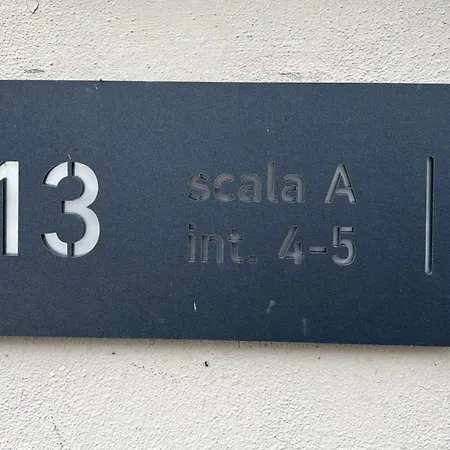 13
scala A
int. 4-5